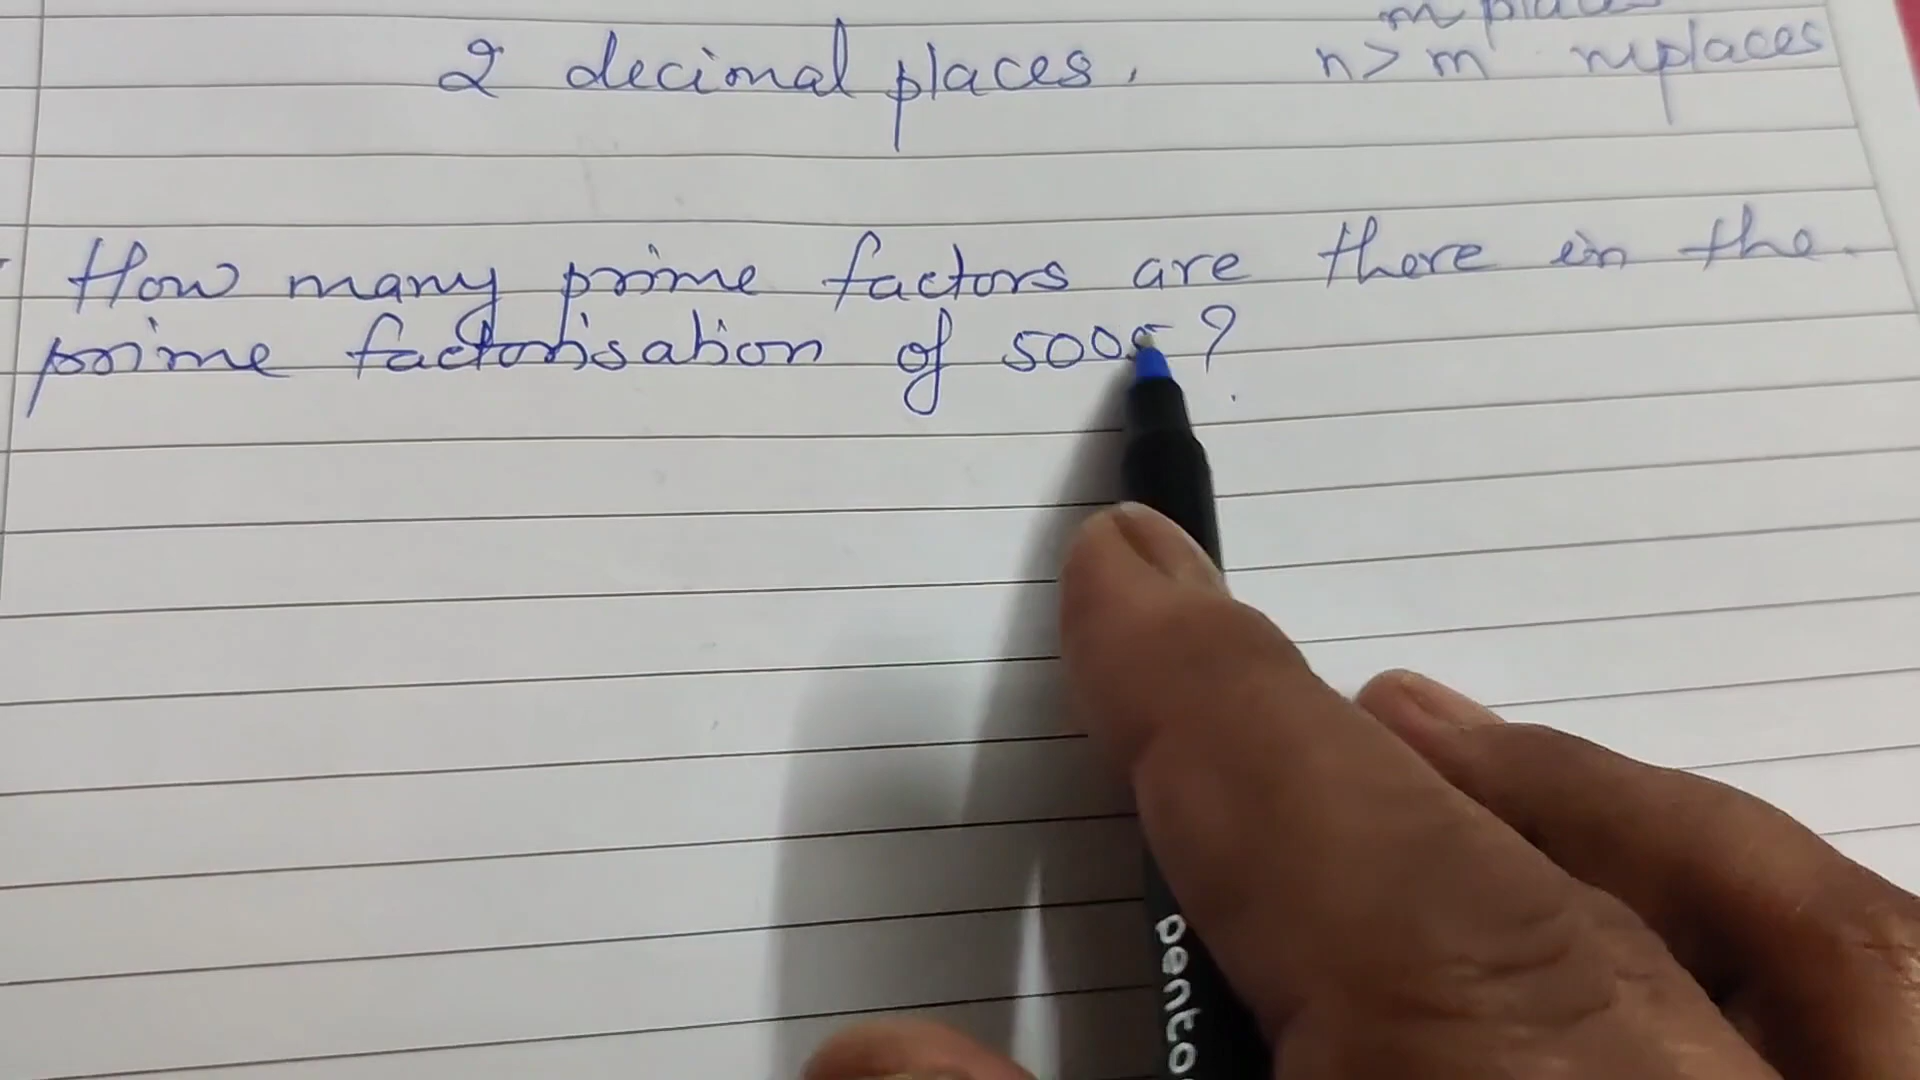 2 decimal places.
n > m n places
How many prime factors are there in the
prime factorisation of 5005?
pento